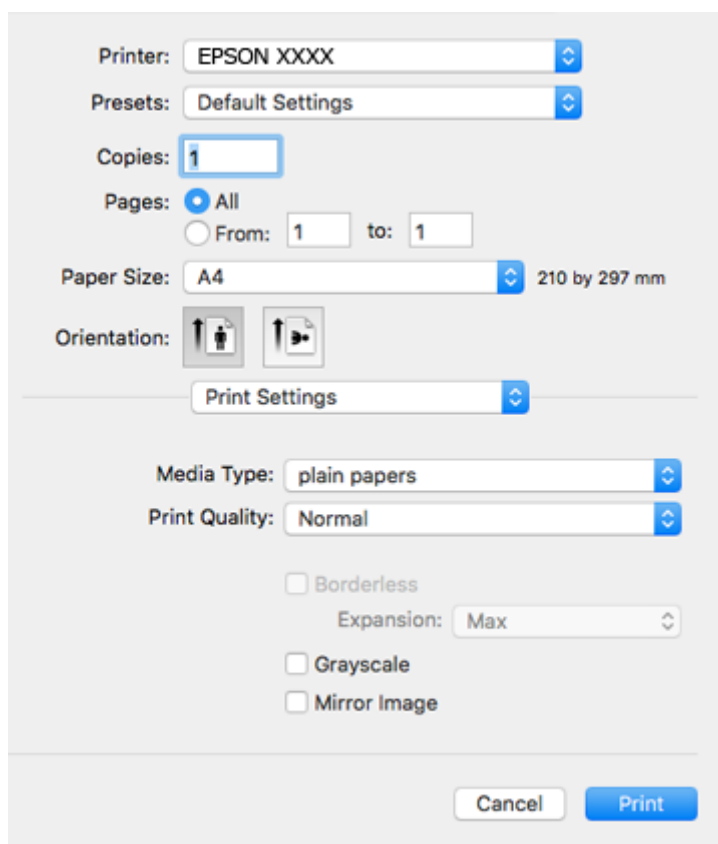 Printer: EPSON XXXX
Presets: Default Settings
Copies: 1
Pages: All
From: 1 to: 1
Paper Size: A4 210 by 297 mm
Orientation:
Print Settings
Media Type: plain papers
Print Quality: Normal
Borderless
Expansion: Max
Grayscale
Mirror Image
Cancel Print